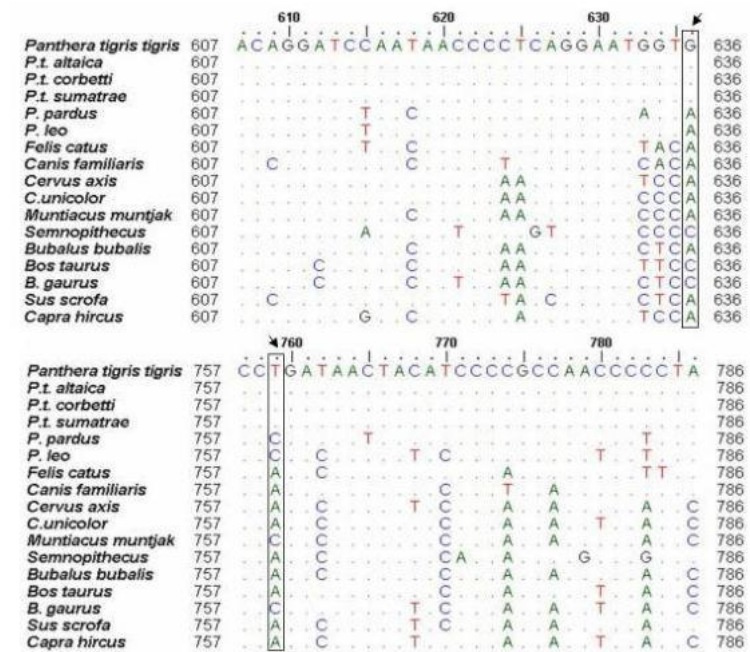 610 620 630
Panthera tigris tigris 607 ACAGGATCCAATAACCCCTCAGGAATGGTG 636
P.t. altaica 607 .............................. 636
P.t. corbetti 607 .............................. 636
P.t. sumatrae 607 .............................. 636
P. pardus 607 ........T..C..............A..A 636
P. leo 607 ........T....................A 636
Felis catus 607 ........T..C..............TACA 636
Canis familiaris 607 ..C........C.....T........CACA 636
Cervus axis 607 .................AA.......TCCA 636
C.unicolor 607 .................AA.......CCCA 636
Muntiacus muntjak 607 ...........C.....AA.......CCCA 636
Semnopithecus 607 ........A.....T....GT.....CCCC 636
Bubalus bubalis 607 ...........C.....AA.......CTCA 636
Bos taurus 607 .....C.....C.....AA.......TTCC 636
B. gaurus 607 .....C.....C..T..AA.......CTCC 636
Sus scrofa 607 ..C........C.....TA.C.....CTCA 636
Capra hircus 607 ........G..C......A.......TCCA 636
760 770 780
Panthera tigris tigris 757 CCTGATAACTACATCCCCGCCAACCCCCTA 786
P.t. altaica 757 .............................. 786
P.t. corbetti 757 .............................. 786
P.t. sumatrae 757 .............................. 786
P. pardus 757 ..C.....T.................T... 786
P. leo 757 ..C..C.....T.C.........T..T... 786
Felis catus 757 ..A..C...........A........TT.. 786
Canis familiaris 757 ..A..........C...T..A......... 786
Cervus axis 757 ..A..C.....T.C...A..A.....A..C 786
C.unicolor 757 ..A..C.......C...A..A..T..A..C 786
Muntiacus muntjak 757 ..C..C.......C...A..A.....A..C 786
Semnopithecus 757 ..A..C.......CA..A....G...G... 786
Bubalus bubalis 757 ..A..C.......C...A..A.....A..C 786
Bos taurus 757 ..A..........C...A.....T..A..C 786
B. gaurus 757 ..C........T.C...A..A..T..A..C 786
Sus scrofa 757 ..A..C.....T.C...A........A..C 786
Capra hircus 757 ..A..C.....T.....A..A..T..A..C 786